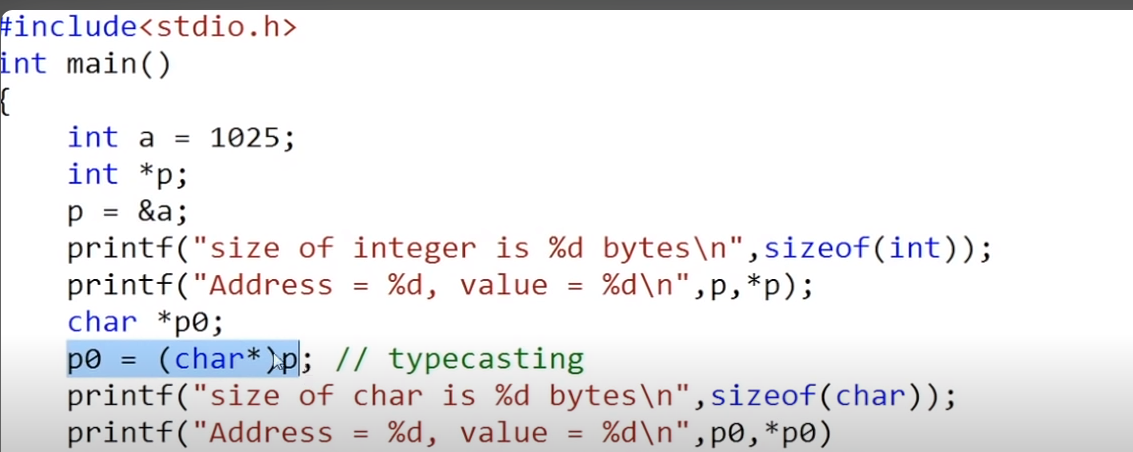 #include<stdio.h>
int main()
{
    int a = 1025;
    int *p;
    p = &a;
    printf("size of integer is %d bytes\n",sizeof(int));
    printf("Address = %d, value = %d\n",p,*p);
    char *p0;
    p0 = (char*)p; // typecasting
    printf("size of char is %d bytes\n",sizeof(char));
    printf("Address = %d, value = %d\n",p0,*p0)